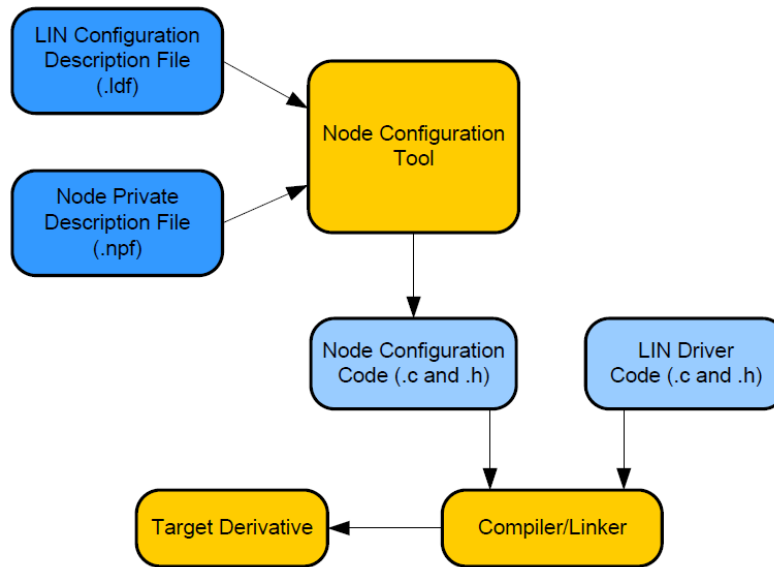 LIN Configuration
Description File
(.ldf)
Node Configuration
Tool
Node Private
Description File
(.npf)
Node Configuration
Code (.c and .h)
LIN Driver
Code (.c and .h)
Target Derivative
Compiler/Linker